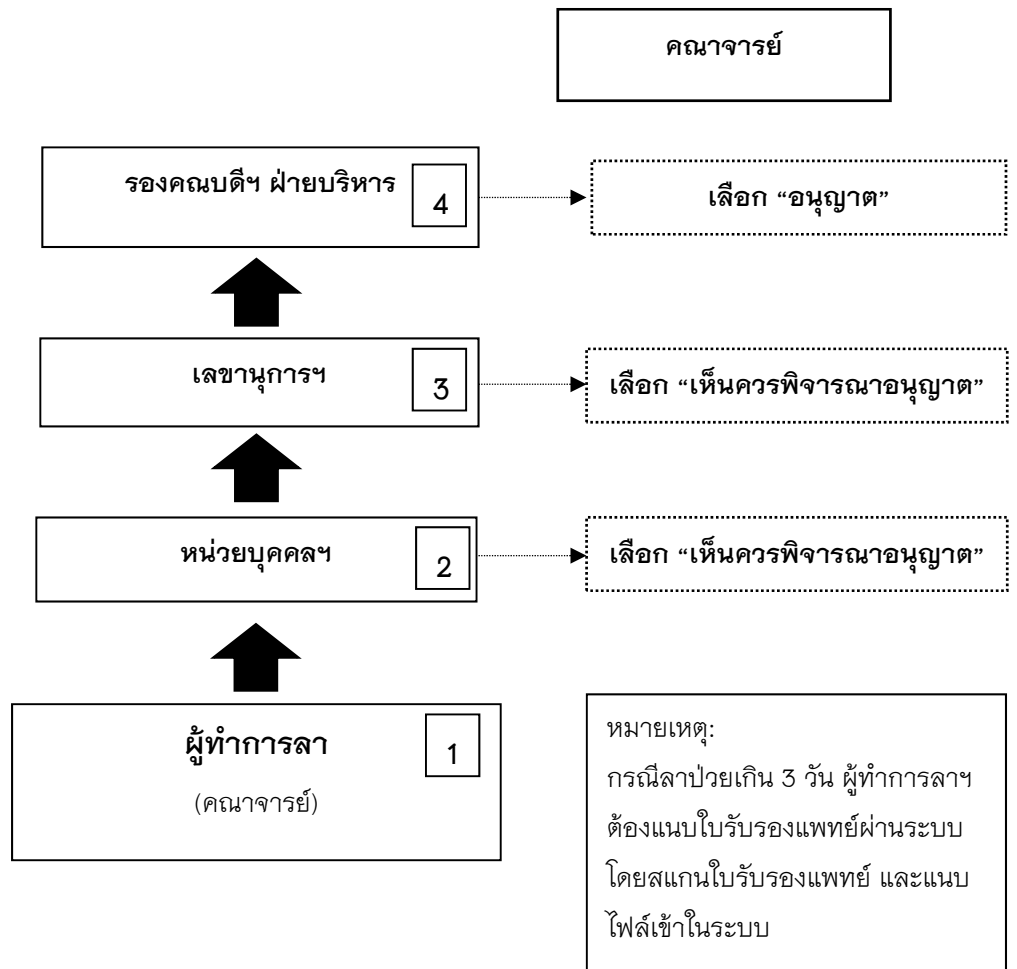 คณาจารย์
รองคณบดีฯ ฝ่ายบริหาร
4
เลือก “อนุญาต”
เลขานุการฯ
3
เลือก “เห็นควรพิจารณาอนุญาต”
หน่วยบุคคลฯ
2
เลือก “เห็นควรพิจารณาอนุญาต”
ผู้ทำการลา
1
(คณาจารย์)
หมายเหตุ:
กรณีลาป่วยเกิน 3 วัน ผู้ทำการลาฯ
ต้องแนบใบรับรองแพทย์ผ่านระบบ
โดยสแกนใบรับรองแพทย์ และแนบ
ไฟล์เข้าในระบบ